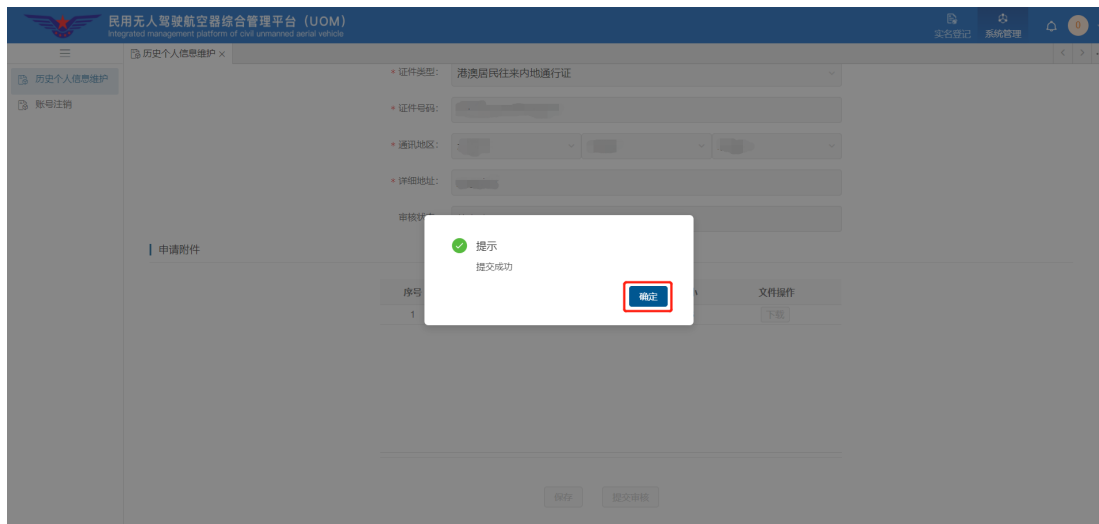 民用无人驾驶航空器综合管理平台（UOM）
Integrated management platform of civil unmanned aerial vehicle
实名登记
系统管理
0
历史个人信息维护 ×
历史个人信息维护
账号注销
* 证件类型： 港澳居民往来内地通行证
* 证件号码：
* 通讯地区：
* 详细地址：
审核状
申请附件
提示
提交成功
确定
序号 文件操作
1 下载
保存 提交审核